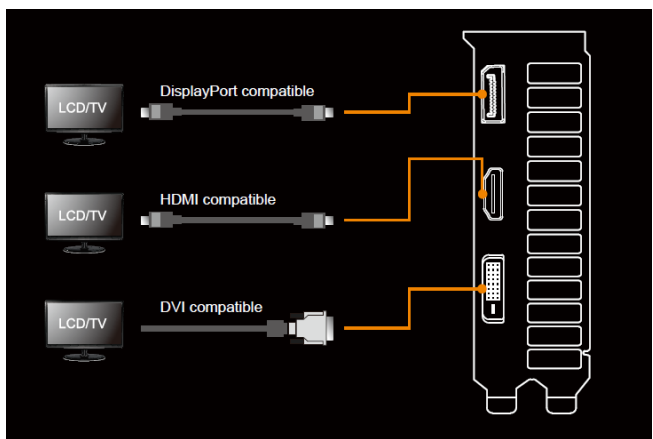 DisplayPort compatible
LCD/TV
HDMI compatible
LCD/TV
DVI compatible
LCD/TV